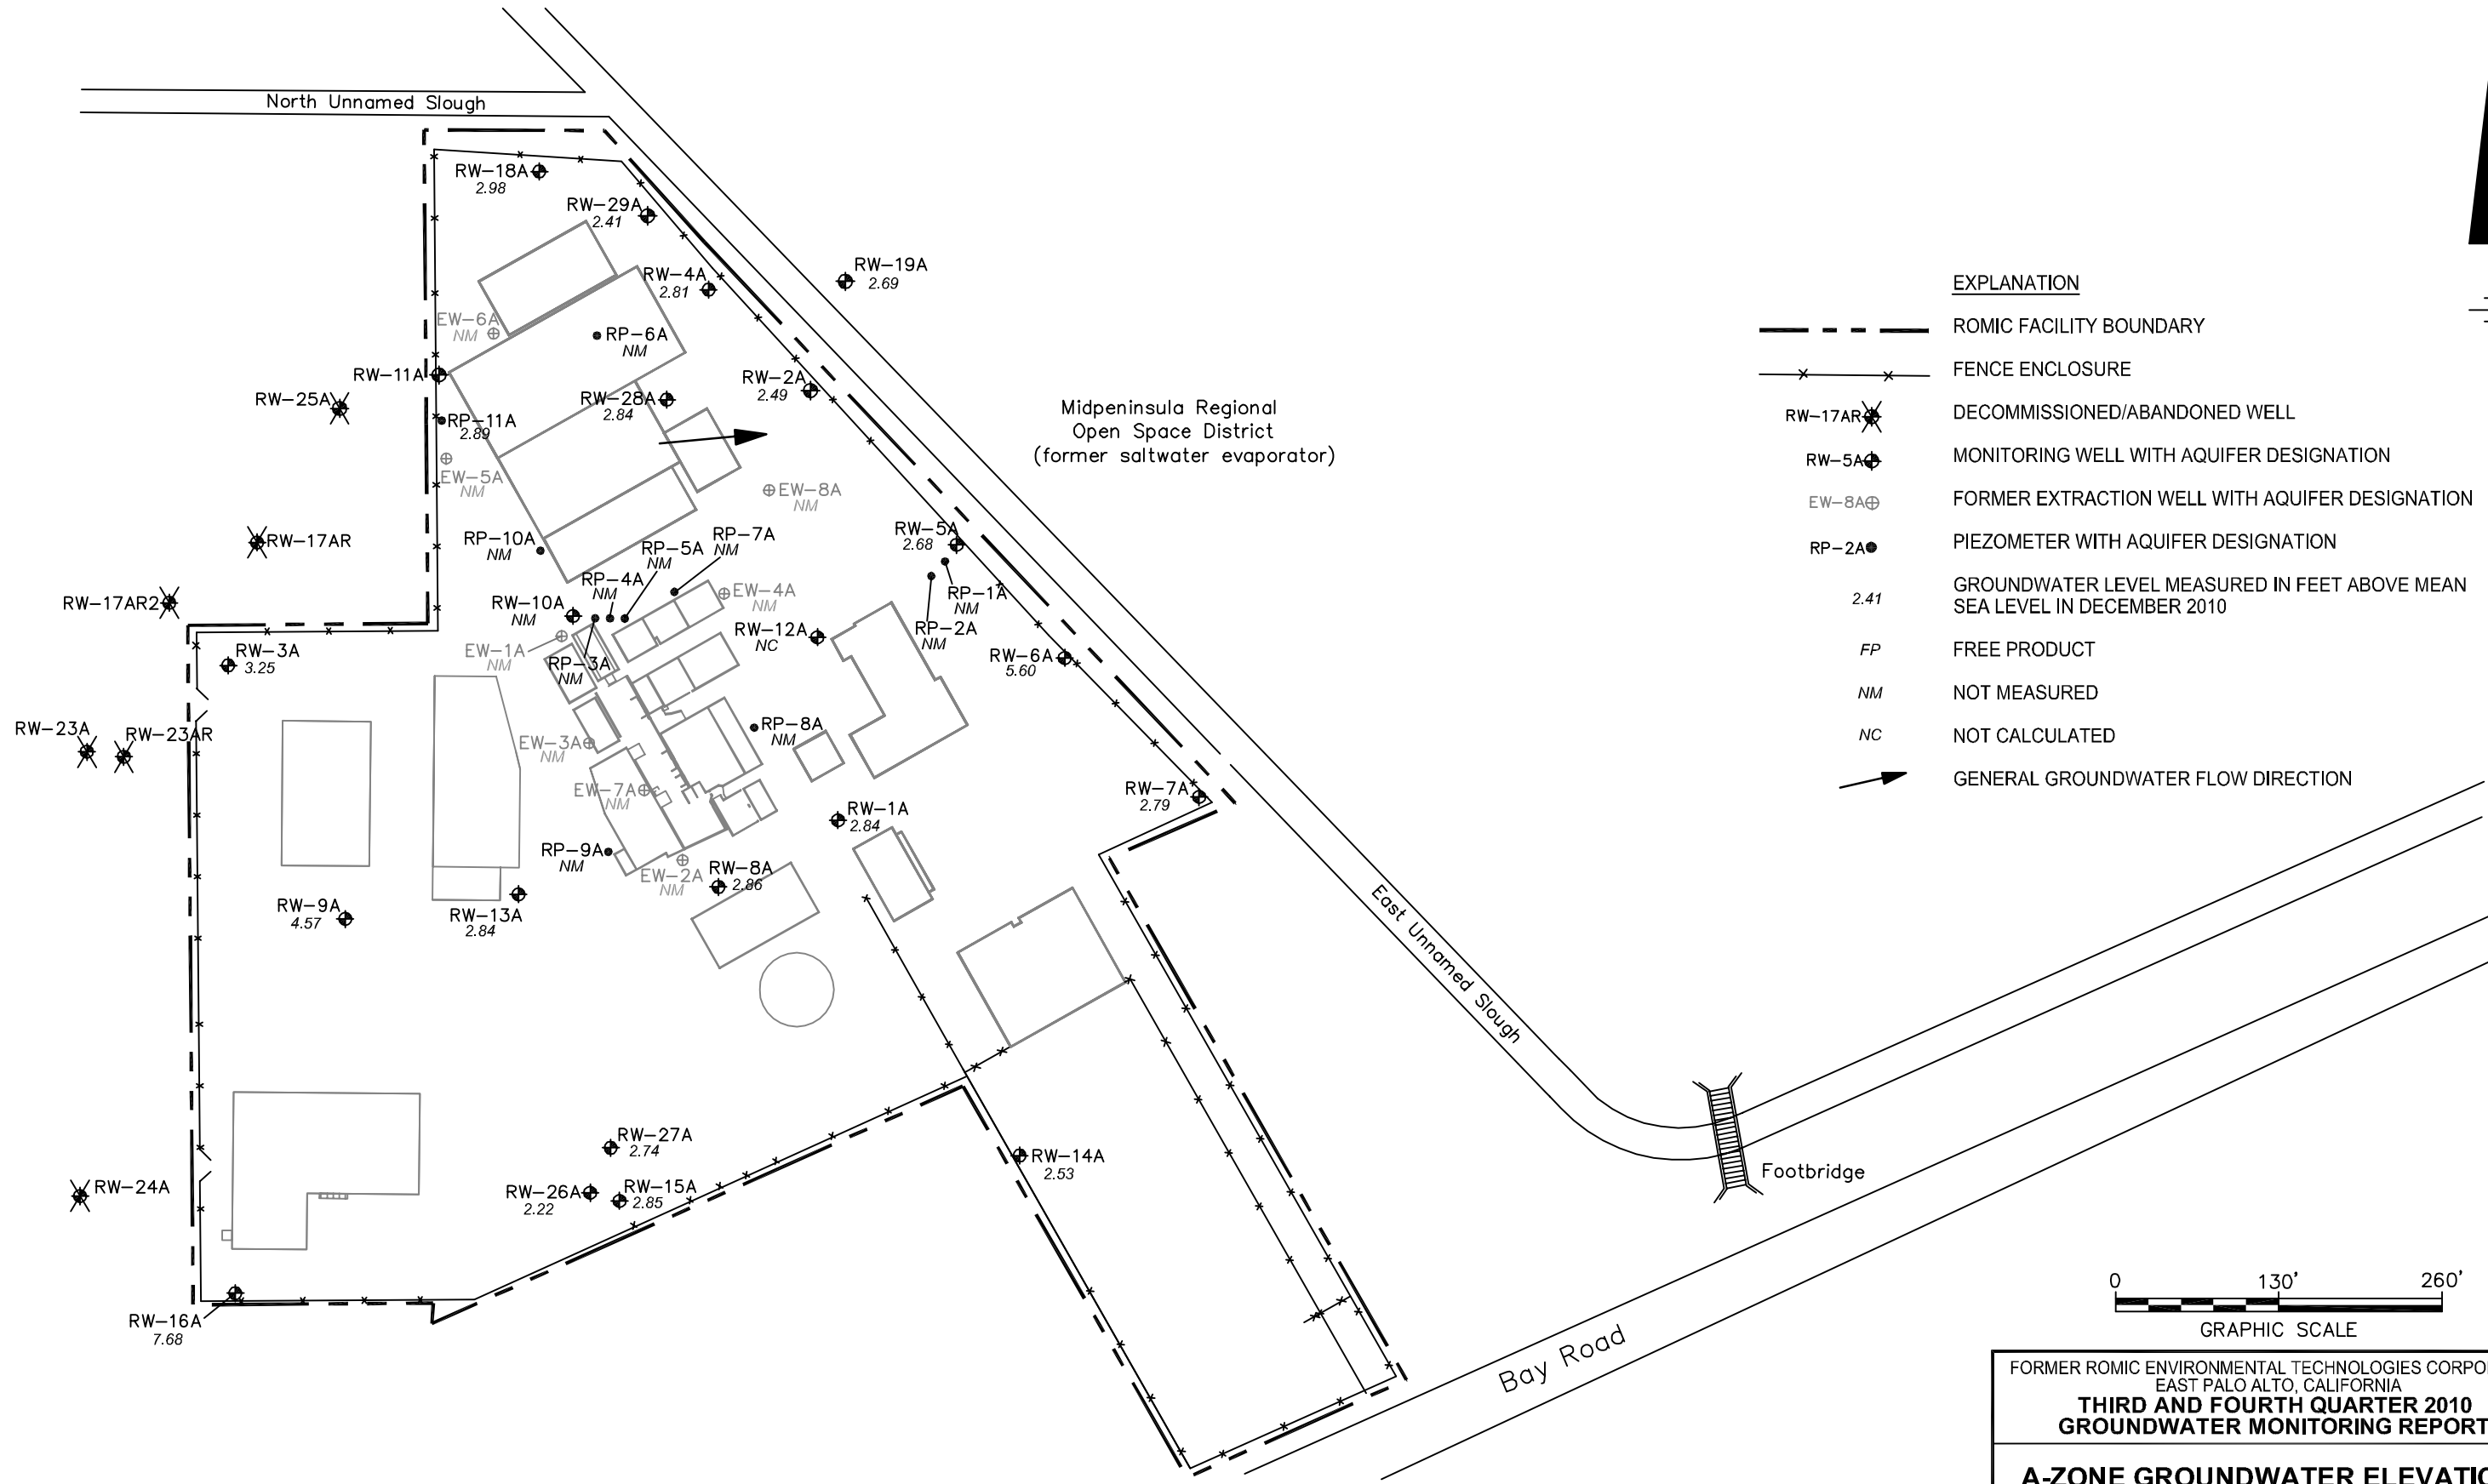 North Unnamed Slough
RW-18A
2.98
RW-29A
2.41
RW-4A
2.81
RW-19A
2.69
EW-6A
NM
RP-6A
NM
RW-11A
RW-25A
RW-28A
2.84
RW-2A
2.49
RP-11A
2.89
Midpeninsula Regional
Open Space District
(former saltwater evaporator)
EW-5A
NM
EW-8A
NM
RW-17AR
RP-10A
NM
RP-5A
NM
RP-7A
NM
RW-5A
2.68
RP-4A
NM
RW-17AR2
RW-10A
NM
EW-4A
NM
RP-1A
NM
RP-2A
NM
RW-12A
NC
EW-1A
NM
RP-3A
NM
RW-6A
5.60
RW-3A
3.25
RW-23A
RW-23AR
EW-3A
NM
RP-8A
NM
EW-7A
NM
RW-7A
2.79
RW-1A
2.84
RP-9A
NM
EW-2A
NM
RW-8A
2.86
RW-9A
4.57
RW-13A
2.84
East Unnamed Slough
RW-27A
2.74
RW-14A
2.53
RW-24A
RW-26A
2.22
RW-15A
2.85
Footbridge
RW-16A
7.68
Bay Road
EXPLANATION
ROMIC FACILITY BOUNDARY
FENCE ENCLOSURE
RW-17AR DECOMMISSIONED/ABANDONED WELL
RW-5A MONITORING WELL WITH AQUIFER DESIGNATION
EW-8A FORMER EXTRACTION WELL WITH AQUIFER DESIGNATION
RP-2A PIEZOMETER WITH AQUIFER DESIGNATION
2.41 GROUNDWATER LEVEL MEASURED IN FEET ABOVE MEAN
SEA LEVEL IN DECEMBER 2010
FP FREE PRODUCT
NM NOT MEASURED
NC NOT CALCULATED
GENERAL GROUNDWATER FLOW DIRECTION
0 130' 260'
GRAPHIC SCALE
FORMER ROMIC ENVIRONMENTAL TECHNOLOGIES
EAST PALO ALTO, CALIFORNIA
THIRD AND FOURTH QUARTER 2010
GROUNDWATER MONITORING REPORT
A-ZONE GROUNDWATER